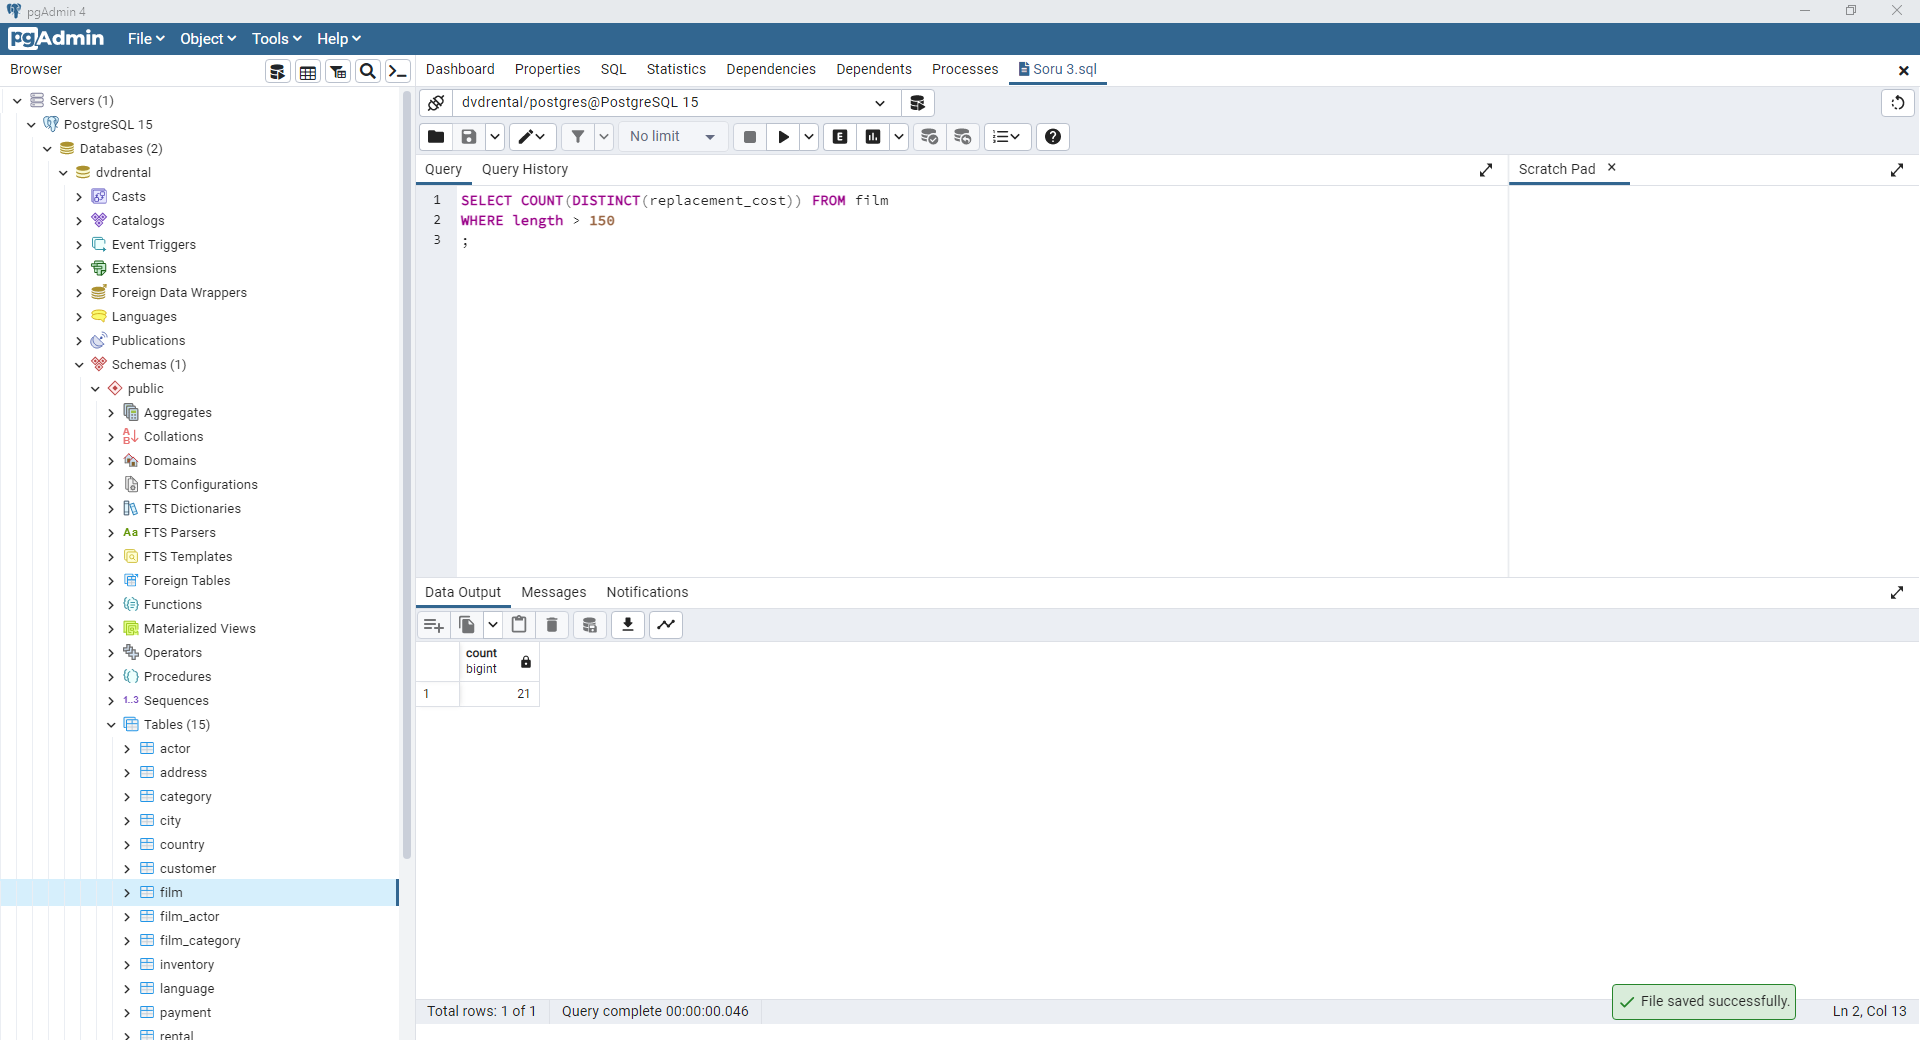 pgAdmin 4
pgAdmin File Object Tools Help
Browser
Dashboard Properties SQL Statistics Dependencies Dependents Processes Soru 3.sql
Servers (1)
PostgreSQL 15
Databases (2)
dvdrental
Casts
Catalogs
Event Triggers
Extensions
Foreign Data Wrappers
Languages
Publications
Schemas (1)
public
Aggregates
Collations
Domains
FTS Configurations
FTS Dictionaries
Aa FTS Parsers
FTS Templates
Foreign Tables
Functions
Materialized Views
Operators
Procedures
1..3 Sequences
Tables (15)
actor
address
category
city
country
customer
film
film_actor
film_category
inventory
language
payment
rental
dvdrental/postgres@PostgreSQL 15
No limit
E
Query Query History
Scratch Pad
1 SELECT COUNT(DISTINCT(replacement_cost)) FROM film
2 WHERE length > 150
3 ;
Data Output Messages Notifications
count
bigint
1 21
Total rows: 1 of 1 Query complete 00:00:00.046
File saved successfully.
Ln 2, Col 13